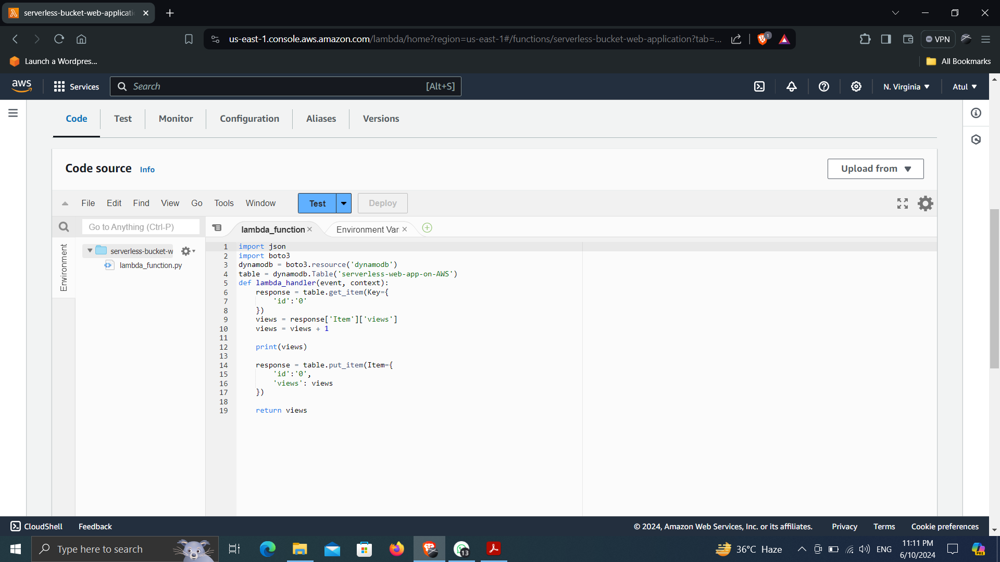 serverless-bucket-web-applicati
us-east-1.console.aws.amazon.com/lambda/home?region=us-east-1#/functions/serverless-bucket-web-application?tab=...
1
VPN
Launch a Wordpres...
All Bookmarks
aws
Services
Search
[Alt+S]
N. Virginia
Atul
Code
Test
Monitor
Configuration
Aliases
Versions
Code source
Info
Upload from
File
Edit
Find
View
Go
Tools
Window
Test
Deploy
Go to Anything (Ctrl-P)
lambda_function
Environment Var
Environment
serverless-bucket-w
lambda_function.py
1 import json
2 import boto3
3 dynamodb = boto3.resource('dynamodb')
4 table = dynamodb.Table('serverless-web-app-on-AWS')
5 def lambda_handler(event, context):
6     response = table.get_item(Key={
7         'id':'0'
8     })
9     views = response['Item']['views']
10     views = views + 1
11
12     print(views)
13
14     response = table.put_item(Item={
15         'id':'0',
16         'views': views
17     })
18
19     return views
CloudShell
Feedback
© 2024, Amazon Web Services, Inc. or its affiliates.
Privacy
Terms
Cookie preferences
Type here to search
13
36°C Haze
ENG
11:11 PM
6/10/2024
PRE